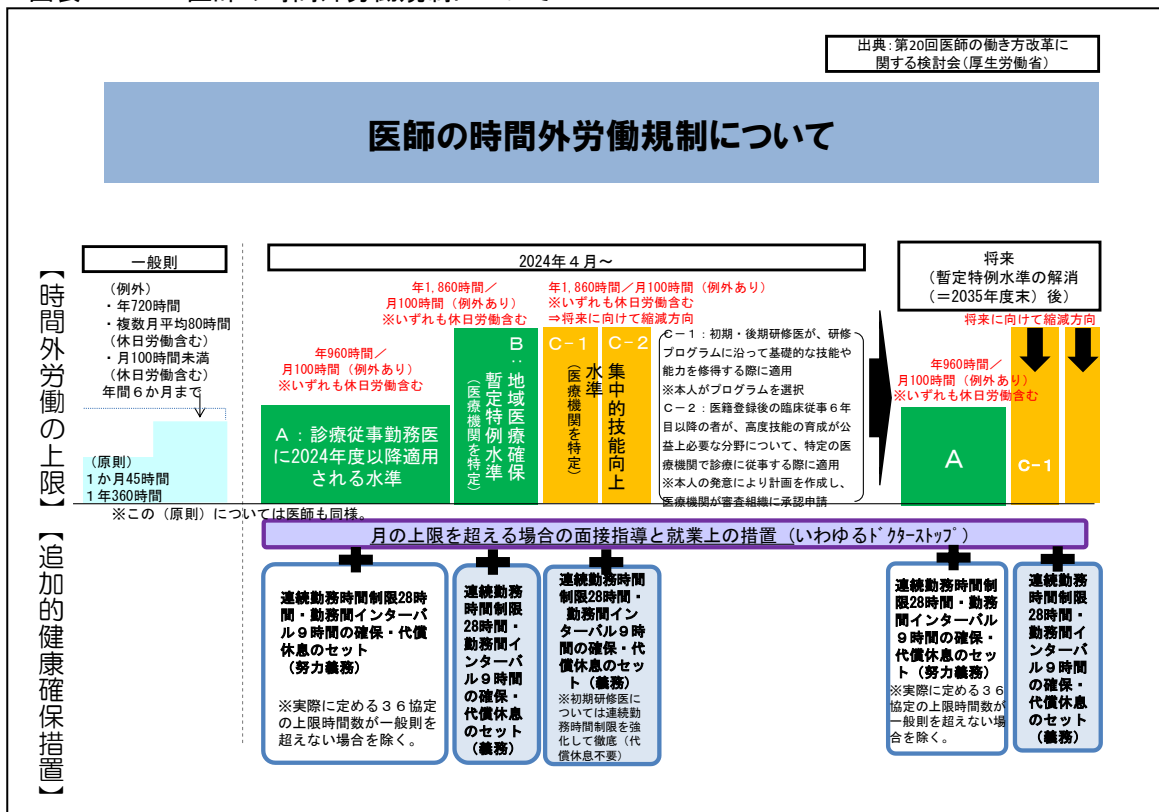 出典：第20回医師の働き方改革に
関する検討会（厚生労働省）
医師の時間外労働規制について
【時間外労働の上限】
一般則
（例外）
・年720時間
・複数月平均80時間
（休日労働含む）
・月100時間未満
（休日労働含む）
年間６か月まで
（原則）
１か月45時間
１年360時間
※この（原則）については医師も同様。
2024年４月～
年960時間／
月100時間（例外あり）
※いずれも休日労働含む
Ａ：診療従事勤務医
に2024年度以降適用
される水準
年1,860時間／
月100時間（例外あり）
※いずれも休日労働含む
Ｂ：地域医療確保
暫定特例水準
（医療機関を特定）
年1,860時間／月100時間（例外あり）
※いずれも休日労働含む
⇒将来に向けて縮減方向
Ｃ－１
Ｃ－２
集中的技能向上
水準
（医療機関を特定）
Ｃ－１：初期・後期研修医が、研修
プログラムに沿って基礎的な技能や
能力を修得する際に適用
※本人がプログラムを選択
Ｃ－２：医籍登録後の臨床従事６年
目以降の者が、高度技能の育成が公
益上必要な分野について、特定の医
療機関で診療に従事する際に適用
※本人の発意により計画を作成し、
医療機関が審査組織に承認申請
将来
（暫定特例水準の解消
（＝2035年度末）後）
将来に向けて縮減方向
年960時間／
月100時間（例外あり）
※いずれも休日労働含む
Ａ
Ｃ－１
【追加的健康確保措置】
月の上限を超える場合の面接指導と就業上の措置（いわゆるﾄﾞｸﾀｰｽﾄｯﾌﾟ）
連続勤務時間制限28時
間・勤務間インターバ
ル９時間の確保・代償
休息のセット
（努力義務）
※実際に定める３６協定
の上限時間数が一般則を
超えない場合を除く。
連続勤務
時間制限
28時間・
勤務間イ
ンターバ
ル９時間
の確保・
代償休息
のセット
（義務）
連続勤務時間
制限28時間・
勤務間イン
ターバル９時
間の確保・代
償休息のセッ
ト（義務）
※初期研修医に
ついては連続勤
務時間制限を強
化して徹底（代
償休息不要）
連続勤務時間制
限28時間・勤務
間インターバル
９時間の確保・
代償休息のセッ
ト（努力義務）
※実際に定める３６
協定の上限時間数が
一般則を超えない場
合を除く。
連続勤務
時間制限
28時間・
勤務間イ
ンターバ
ル９時間
の確保・
代償休息
のセット
（義務）